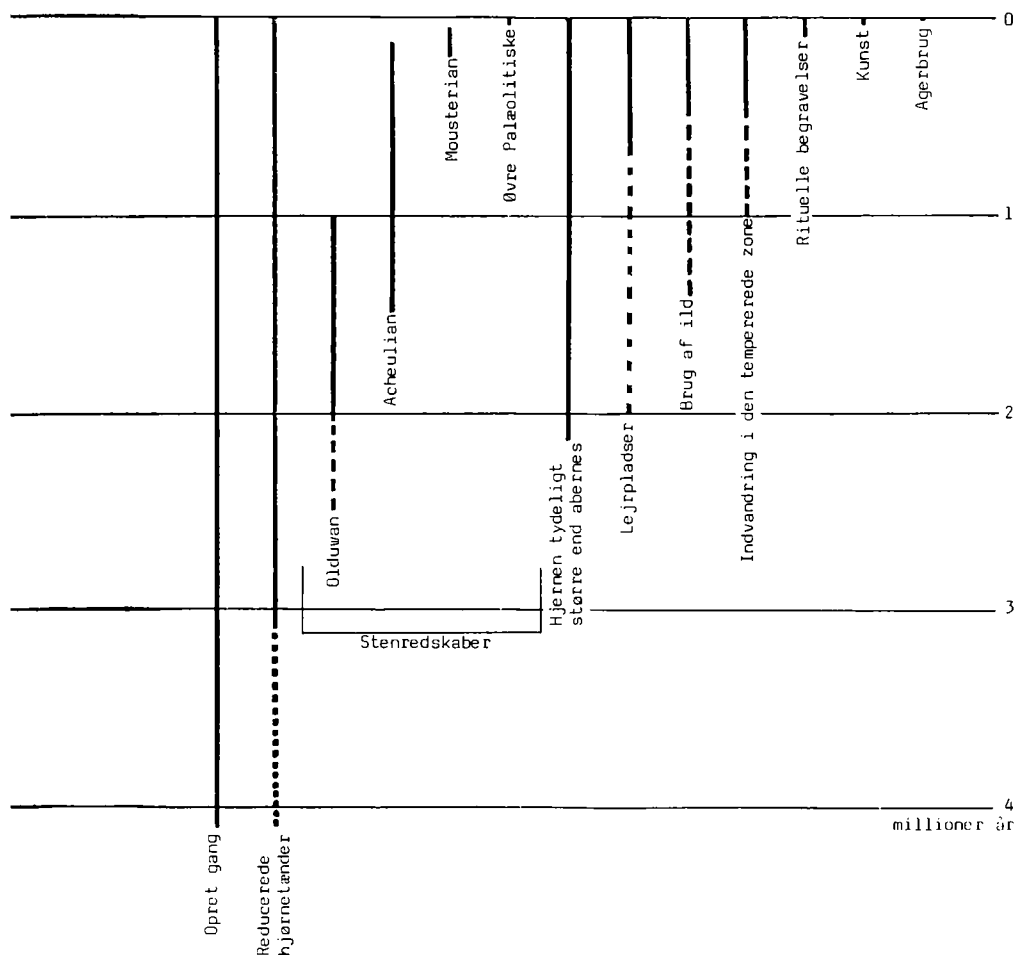 0
1
2
3
4
millioner år
Opret gang
Reducerede
hjørnetænder
Olduwan
Acheulian
Mousterian
Øvre Palæolitiske
Stenredskaber
Hjernen tydeligt
større end abernes
Lejrpladser
Brug af ild
Indvandring i den tempererede zone
Rituelle begravelser
Kunst
Agerbrug